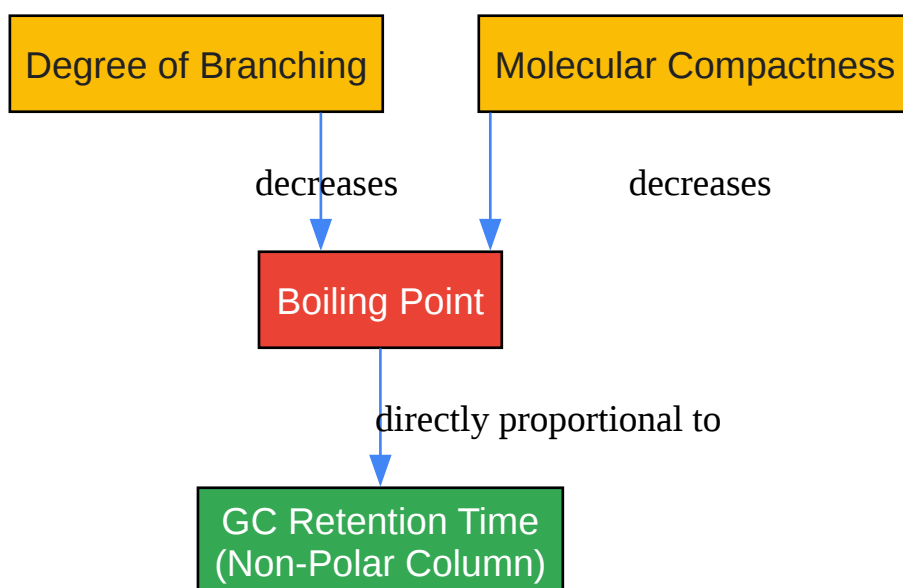 Degree of Branching
Molecular Compactness
decreases
decreases
Boiling Point
directly proportional to
GC Retention Time
(Non-Polar Column)